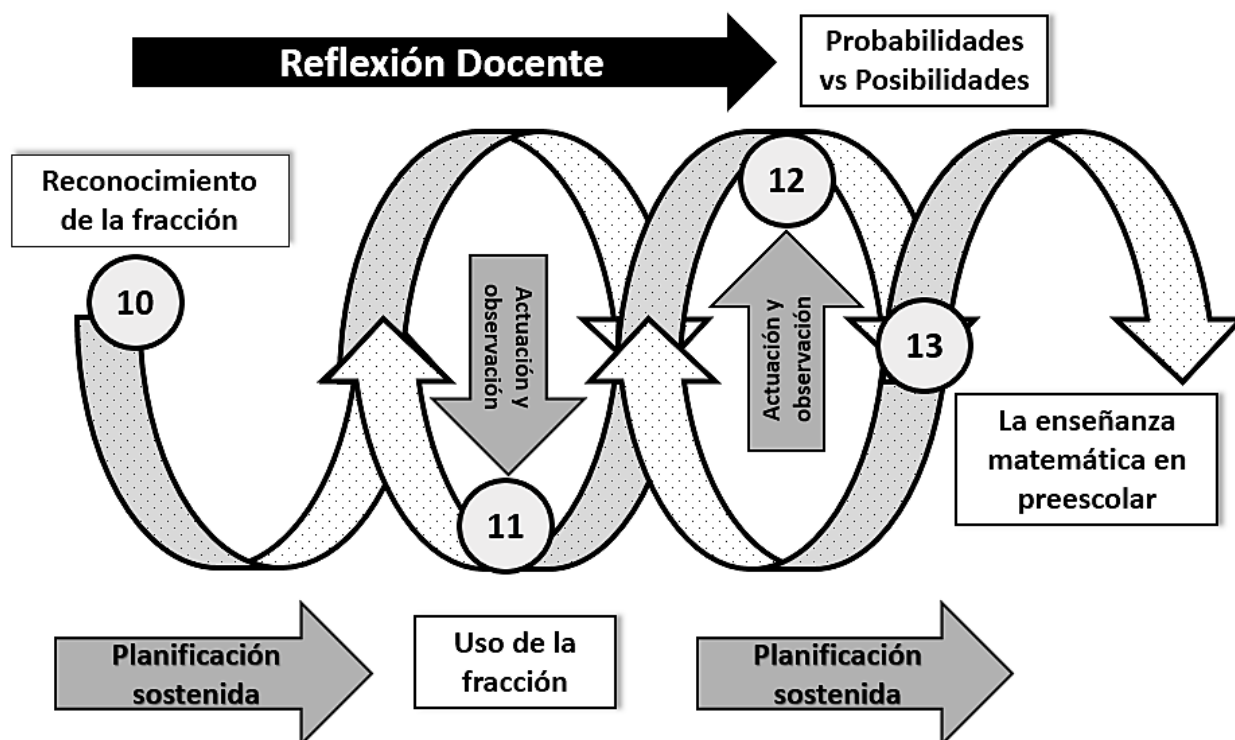 Reflexión Docente
Probabilidades
vs Posibilidades
Reconocimiento
de la fracción
10
12
Actuación y
observación
Actuación y
observación
13
La enseñanza
matemática en
preescolar
11
Planificación
sostenida
Uso de la
fracción
Planificación
sostenida